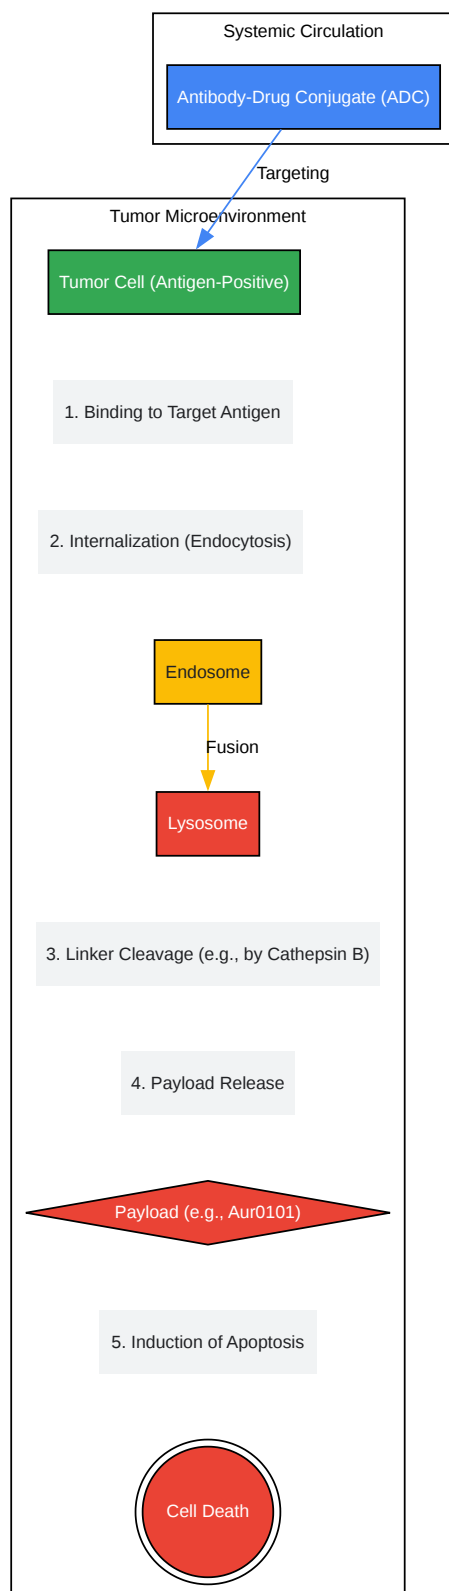 Systemic Circulation
Antibody-Drug Conjugate (ADC)
Targeting
Tumor Microenvironment
Tumor Cell (Antigen-Positive)
1. Binding to Target Antigen
2. Internalization (Endocytosis)
Endosome
Fusion
Lysosome
3. Linker Cleavage (e.g., by Cathepsin B)
4. Payload Release
Payload (e.g., Aur0101)
5. Induction of Apoptosis
Cell Death